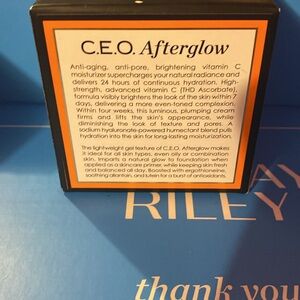 C.E.O. Afterglow
Anti-aging, anti-pore, brightening vitamin C
moisturizer supercharges your natural radiance and
delivers 24 hours of continuous hydration. High-
strength, advanced vitamin C (THD Ascorbate),
formula visibly brightens the look of the skin within 7
days, delivering a more even-toned complexion.
Within four weeks, this luminous, plumping cream
firms and lifts the skin's appearance, while
diminishing the look of texture and pores. A
sodium hyaluronate-powered humectant blend pulls
hydration into the skin for long-lasting moisturization.
The lightweight gel texture of C.E.O. Afterglow makes
it ideal for all skin types, even oily or combination
skin. Imparts a natural glow to foundation when
applied as a skincare primer, while keeping skin fresh
and balanced all day. Boosted with ergothioneine,
soothing allantoin, and lutein for a burst of antioxidants.
AY
RILEY
thank you